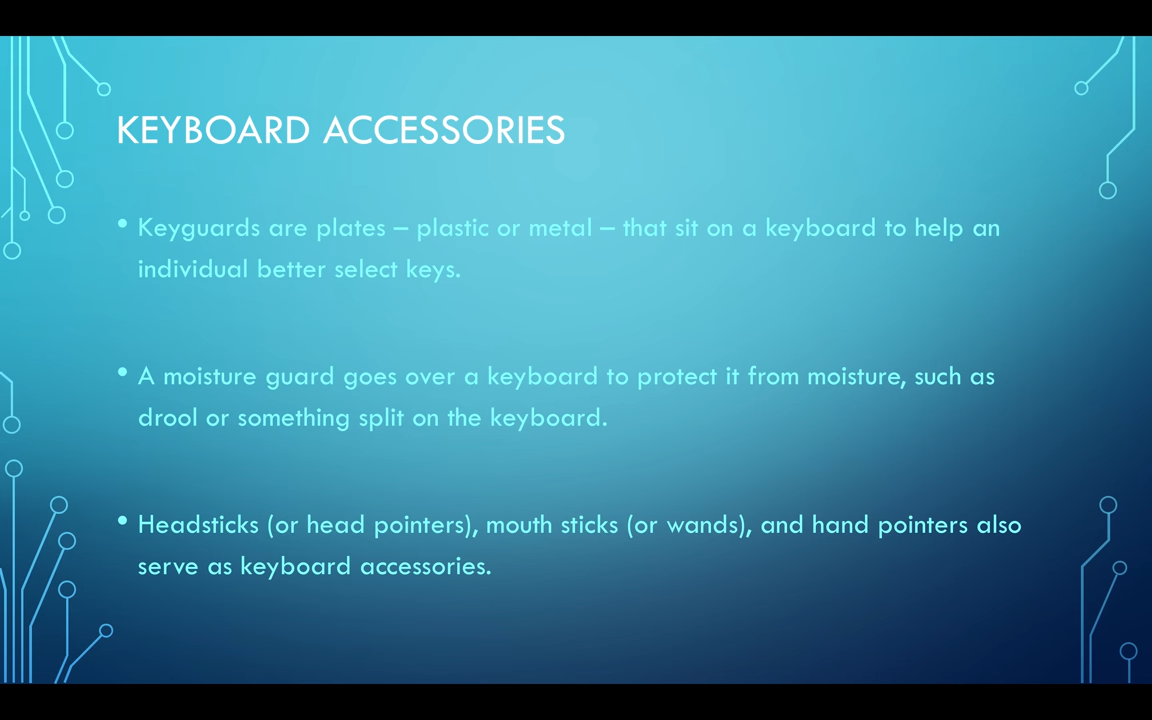 KEYBOARD ACCESSORIES
• Keyguards are plates – plastic or metal – that sit on a keyboard to help an
individual better select keys.
• A moisture guard goes over a keyboard to protect it from moisture, such as
drool or something split on the keyboard.
• Headsticks (or head pointers), mouth sticks (or wands), and hand pointers also
serve as keyboard accessories.